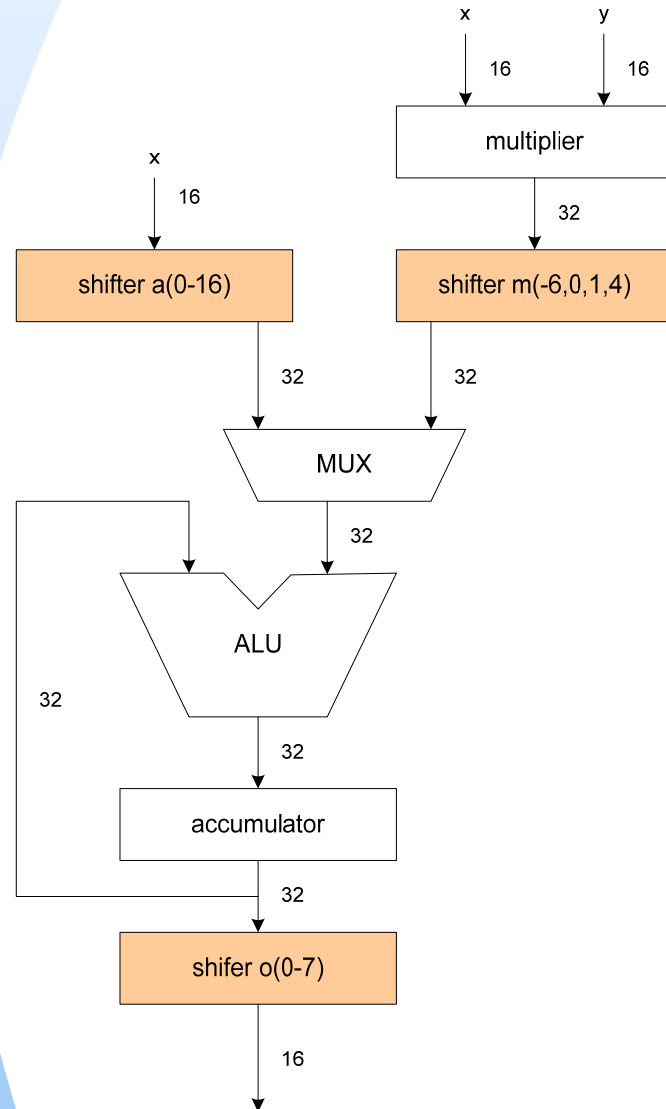 x y
16 16
multiplier
x
16
32
shifter a(0-16) shifter m(-6,0,1,4)
32 32
MUX
32
ALU
32
32
accumulator
32
shifer o(0-7)
16